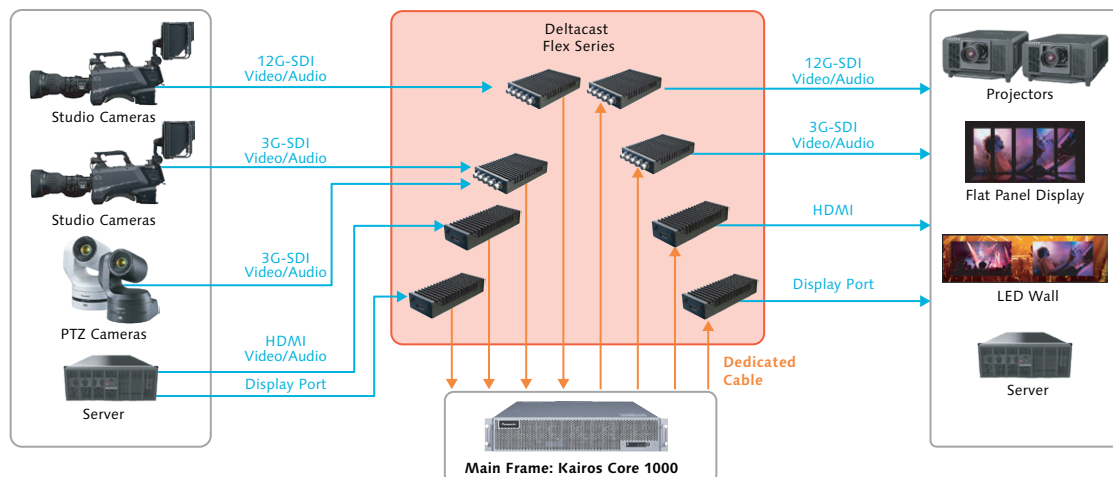 Deltacast
Flex Series
12G-SDI
Video/Audio
Studio Cameras
3G-SDI
Video/Audio
Studio Cameras
3G-SDI
Video/Audio
PTZ Cameras
HDMI
Video/Audio
Display Port
Server
12G-SDI
Video/Audio
Projectors
3G-SDI
Video/Audio
Flat Panel Display
HDMI
LED Wall
Display Port
Server
Dedicated
Cable
Panasonic
Main Frame: Kairos Core 1000